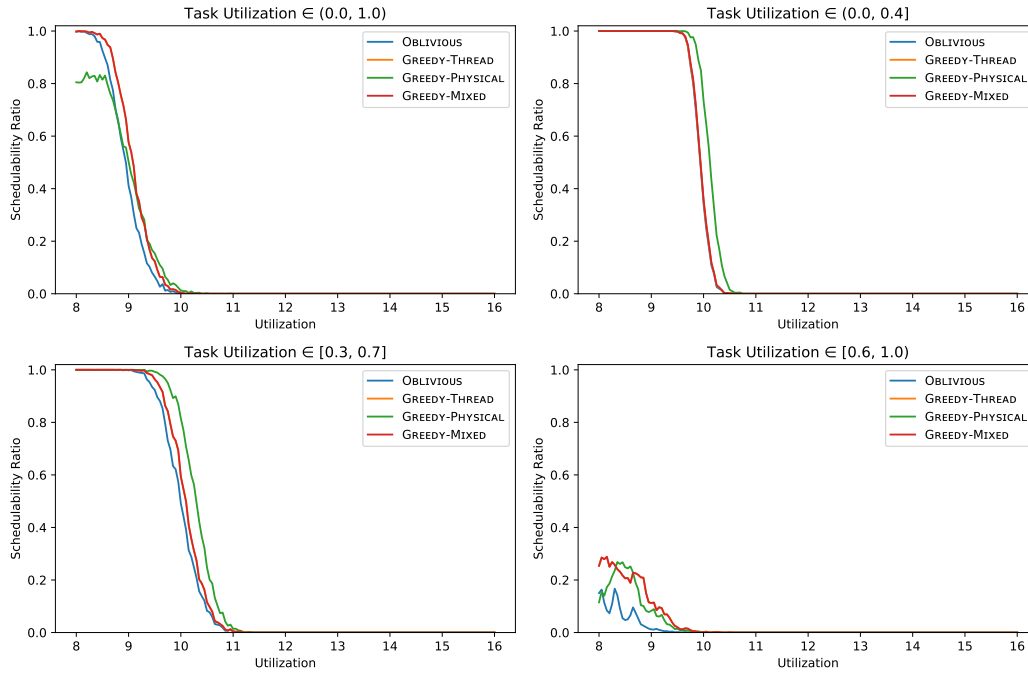 Task Utilization ∈ (0.0, 1.0)
Schedulability Ratio
1.0
0.8
0.6
0.4
0.2
0.0
Oblivious
Greedy-Thread
Greedy-Physical
Greedy-Mixed
8 9 10 11 12 13 14 15 16
Utilization
Task Utilization ∈ (0.0, 0.4]
Schedulability Ratio
1.0
0.8
0.6
0.4
0.2
0.0
Oblivious
Greedy-Thread
Greedy-Physical
Greedy-Mixed
8 9 10 11 12 13 14 15 16
Utilization
Task Utilization ∈ [0.3, 0.7]
Schedulability Ratio
1.0
0.8
0.6
0.4
0.2
0.0
Oblivious
Greedy-Thread
Greedy-Physical
Greedy-Mixed
8 9 10 11 12 13 14 15 16
Utilization
Task Utilization ∈ [0.6, 1.0)
Schedulability Ratio
1.0
0.8
0.6
0.4
0.2
0.0
Oblivious
Greedy-Thread
Greedy-Physical
Greedy-Mixed
8 9 10 11 12 13 14 15 16
Utilization